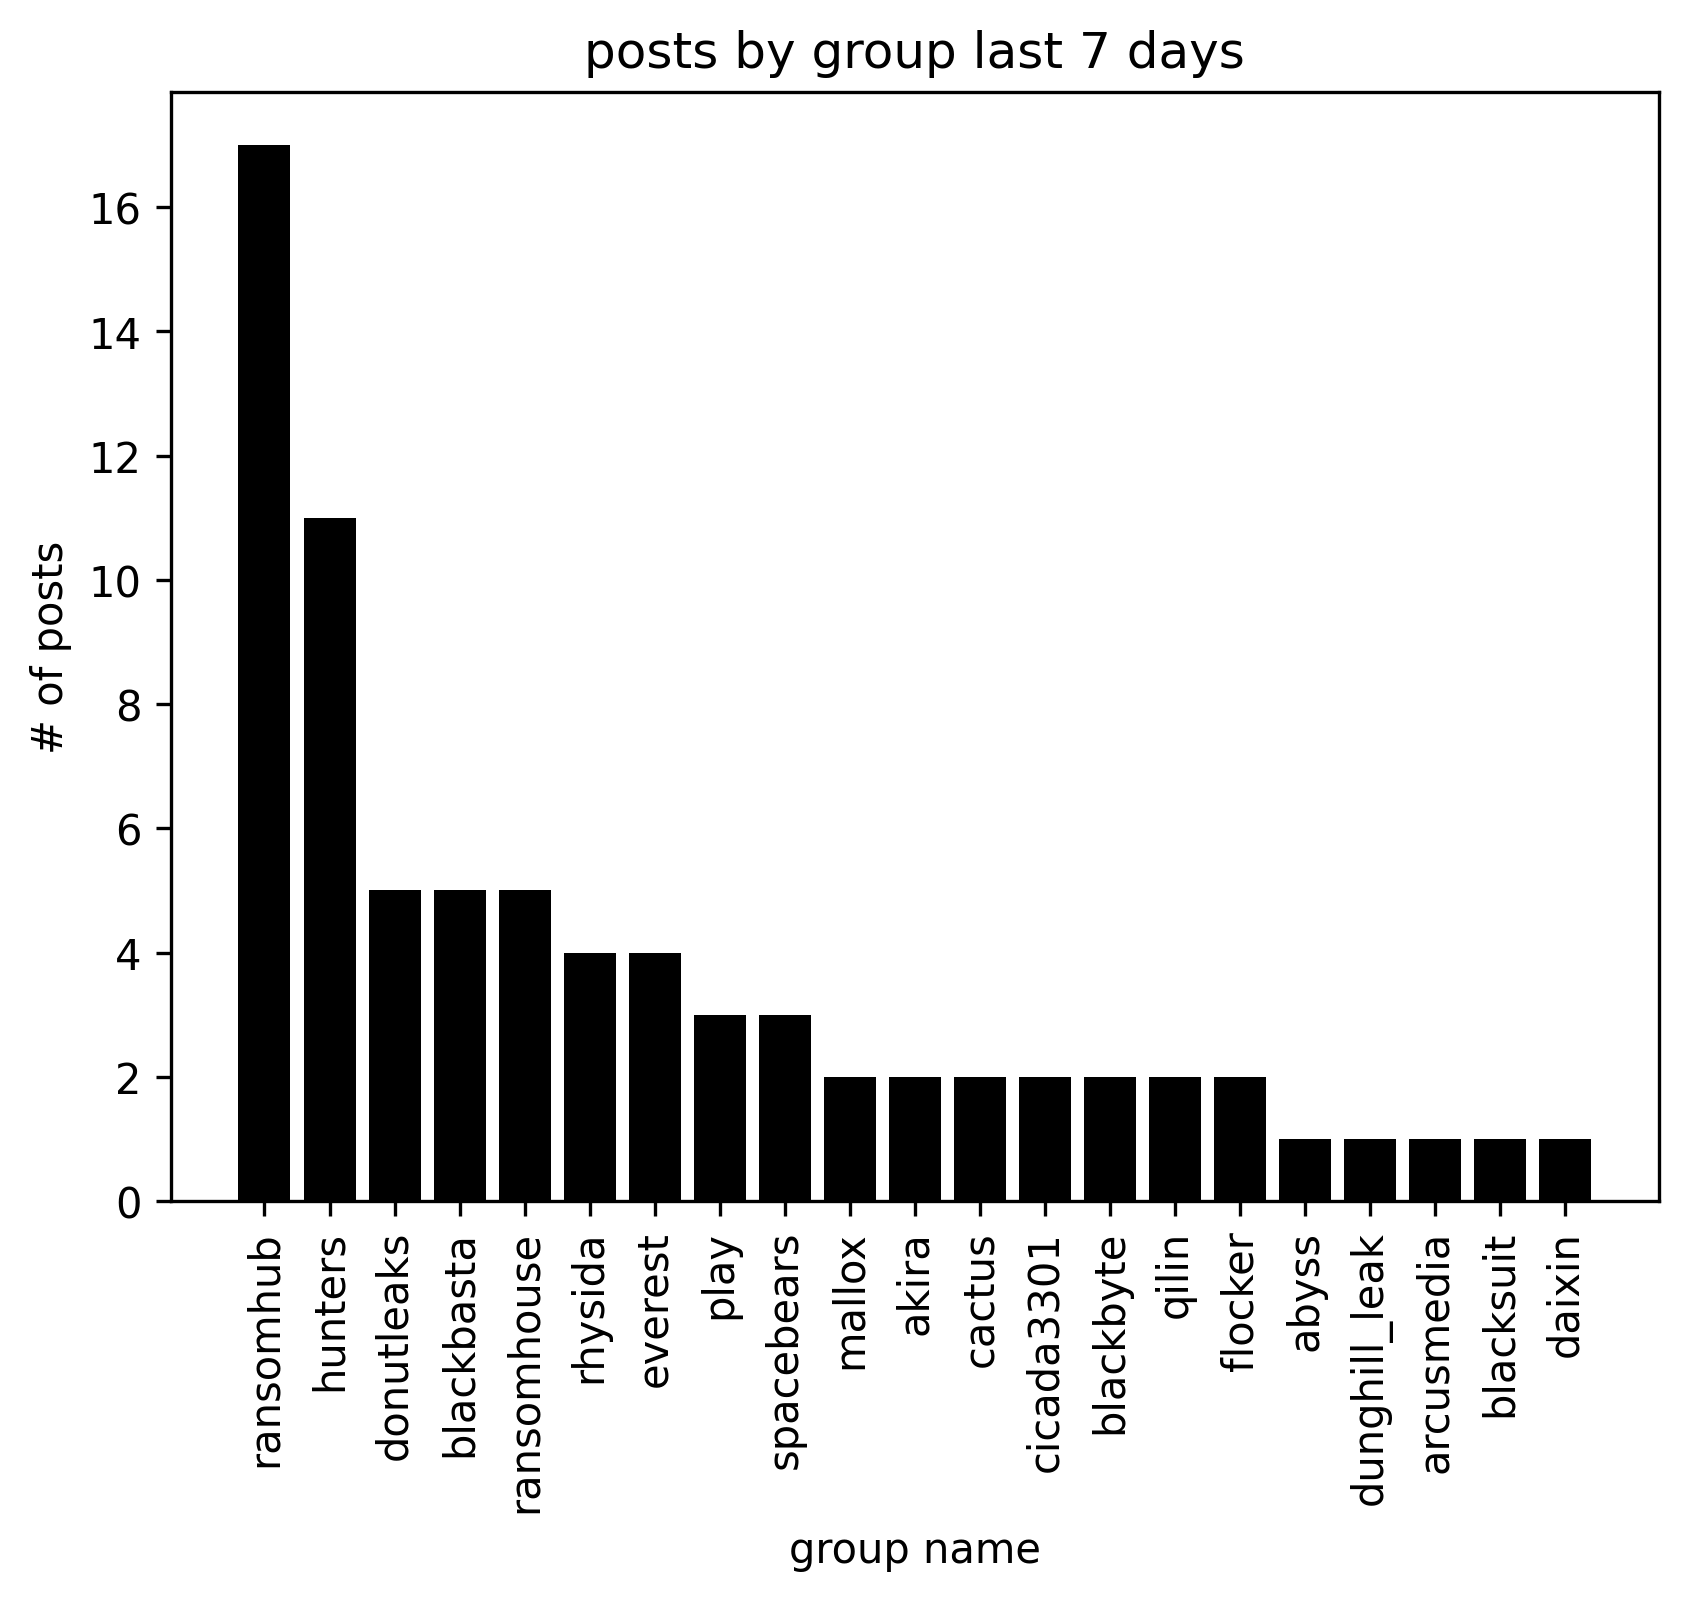 posts by group last 7 days
# of posts
16
14
12
10
8
6
4
2
0
ransomhub
hunters
donutleaks
blackbasta
ransomhouse
rhysida
everest
play
spacebears
mallox
akira
cactus
cicada3301
blackbyte
qilin
flocker
abyss
dunghill_leak
arcusmedia
blacksuit
daixin
group name